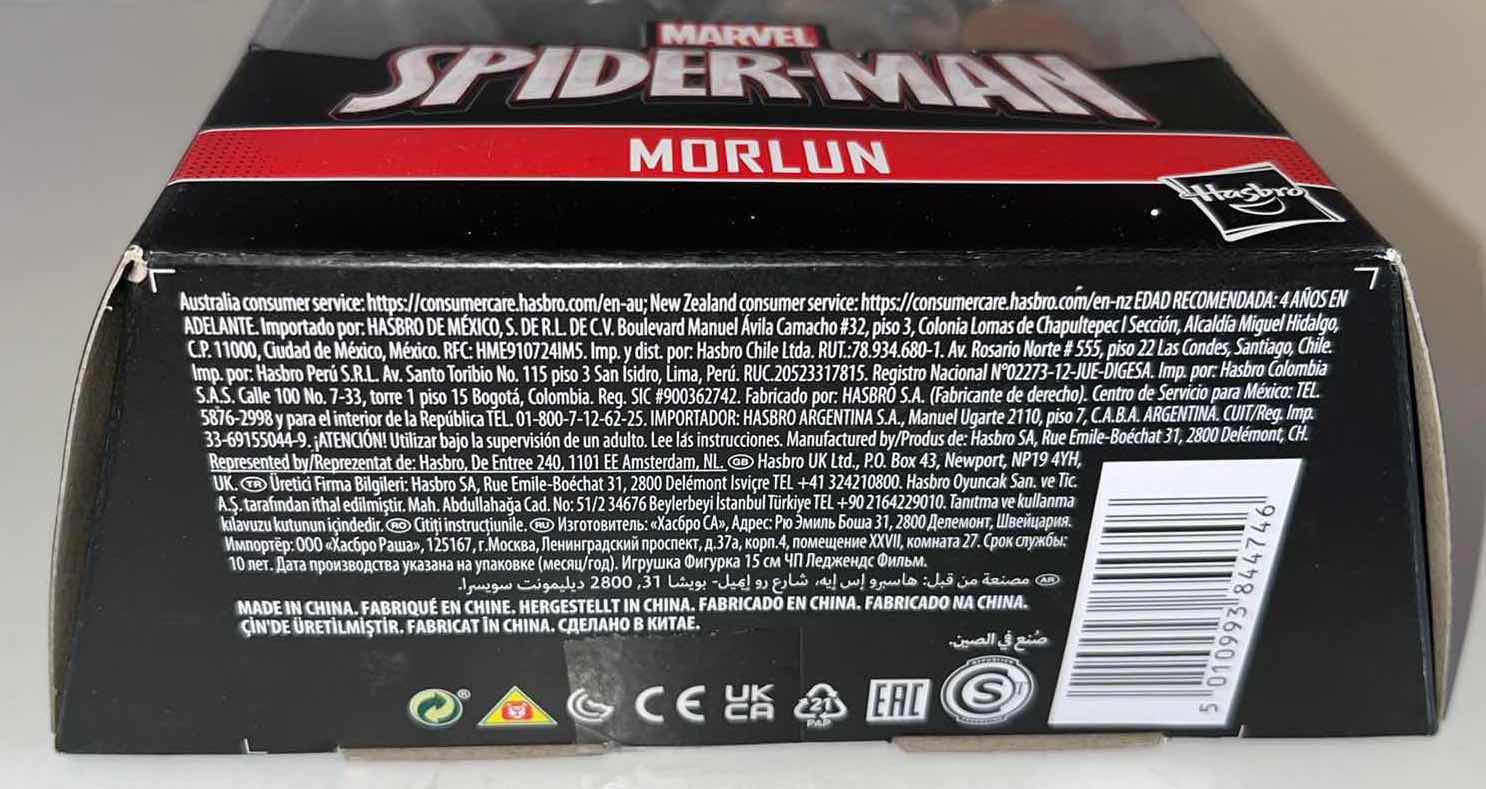 MARVEL
SPIDER-MAN
MORLUN
Hasbro
Australia consumer service: https://consumercare.hasbro.com/en-au; New Zealand consumer service: https://consumercare.hasbro.com/en-nz EDAD RECOMENDADA: 4 AÑOS EN
ADELANTE. Importado por: HASBRO DE MÉXICO, S. DE R.L. DE C.V. Boulevard Manuel Ávila Camacho #32, piso 3, Colonia Lomas de Chapultepec I Sección, Alcaldía Miguel Hidalgo,
C.P. 11000, Ciudad de México, México. RFC: HME910724IM5. Imp. y dist. por: Hasbro Chile Ltda. RUT.:78.934.680-1. Av. Rosario Norte # 555, piso 22 Las Condes, Santiago, Chile.
Imp. por: Hasbro Perú S.R.L. Av. Santo Toribio No. 115 piso 3 San Isidro, Lima, Perú. RUC.20523317815. Registro Nacional N°02273-12-JUE-DIGESA. Imp. por: Hasbro Colombia
S.A.S. Calle 100 No. 7-33, torre 1 piso 15 Bogotá, Colombia. Reg. SIC #900362742. Fabricado por: HASBRO S.A. (Fabricante de derecho). Centro de Servicio para México: TEL.
5876-2998 y para el interior de la República TEL. 01-800-7-12-62-25. IMPORTADOR: HASBRO ARGENTINA S.A., Manuel Ugarte 2110, piso 7, C.A.B.A. ARGENTINA. CUIT/Reg. Imp.
33-69155044-9. ¡ATENCIÓN! Utilizar bajo la supervisión de un adulto. Lee las instrucciones. Manufactured by/Produs de: Hasbro SA, Rue Emile-Boéchat 31, 2800 Delémont, CH.
Represented by/Reprezentat de: Hasbro, De Entree 240, 1101 EE Amsterdam, NL. GB Hasbro UK Ltd., P.O. Box 43, Newport, NP19 4YH,
UK. TR Üretici Firma Bilgileri: Hasbro SA, Rue Emile-Boéchat 31, 2800 Delémont İsviçre TEL +41 324210800. Hasbro Oyuncak San. ve Tic.
A.Ş. tarafından ithal edilmiştir. Mah. Abdullahağa Cad. No: 51/2 34676 Beylerbeyi İstanbul Türkiye TEL +90 2164229010. Tanıtma ve kullanma
kılavuzu kutunun içindedir. RO Citiți instrucțiunile. RU Изготовитель: «Хасбро СА», Адрес: Рю Эмиль Боша 31, 2800 Делемонт, Швейцария.
Импортёр: ООО «Хасбро Раша», 125167, г.Москва, Ленинградский проспект, д.37а, корп.4, помещение XXVII, комната 27. Срок службы:
10 лет. Дата производства указана на упаковке (месяц/год). Игрушка Фигурка 15 см ЧП Леджендс Фильм.
AR مصنعة من قبل: هاسبرو إس إيه، شارع رو إميل- بويشا 31, 2800 ديليمونت سويسرا.
MADE IN CHINA. FABRIQUÉ EN CHINE. HERGESTELLT IN CHINA. FABRICADO EN CHINA. FABRICADO NA CHINA.
ÇİN'DE ÜRETİLMİŞTİR. FABRICAT ÎN CHINA. СДЕЛАНО В КИТАЕ.
صُنع في الصين.
® CE UK CA 21 PAP EAC S
5 010993 844746